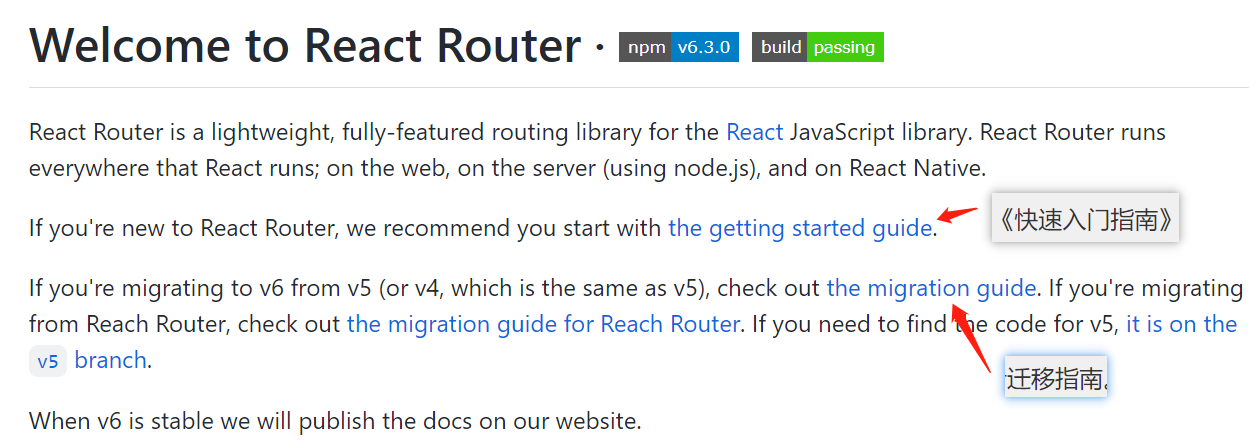 Welcome to React Router · npm v6.3.0 build passing
React Router is a lightweight, fully-featured routing library for the React JavaScript library. React Router runs
everywhere that React runs; on the web, on the server (using node.js), and on React Native.
If you're new to React Router, we recommend you start with the getting started guide.
《快速入门指南》
If you're migrating to v6 from v5 (or v4, which is the same as v5), check out the migration guide. If you're migrating
from Reach Router, check out the migration guide for Reach Router. If you need to find the code for v5, it is on the
v5 branch.
迁移指南.
When v6 is stable we will publish the docs on our website.